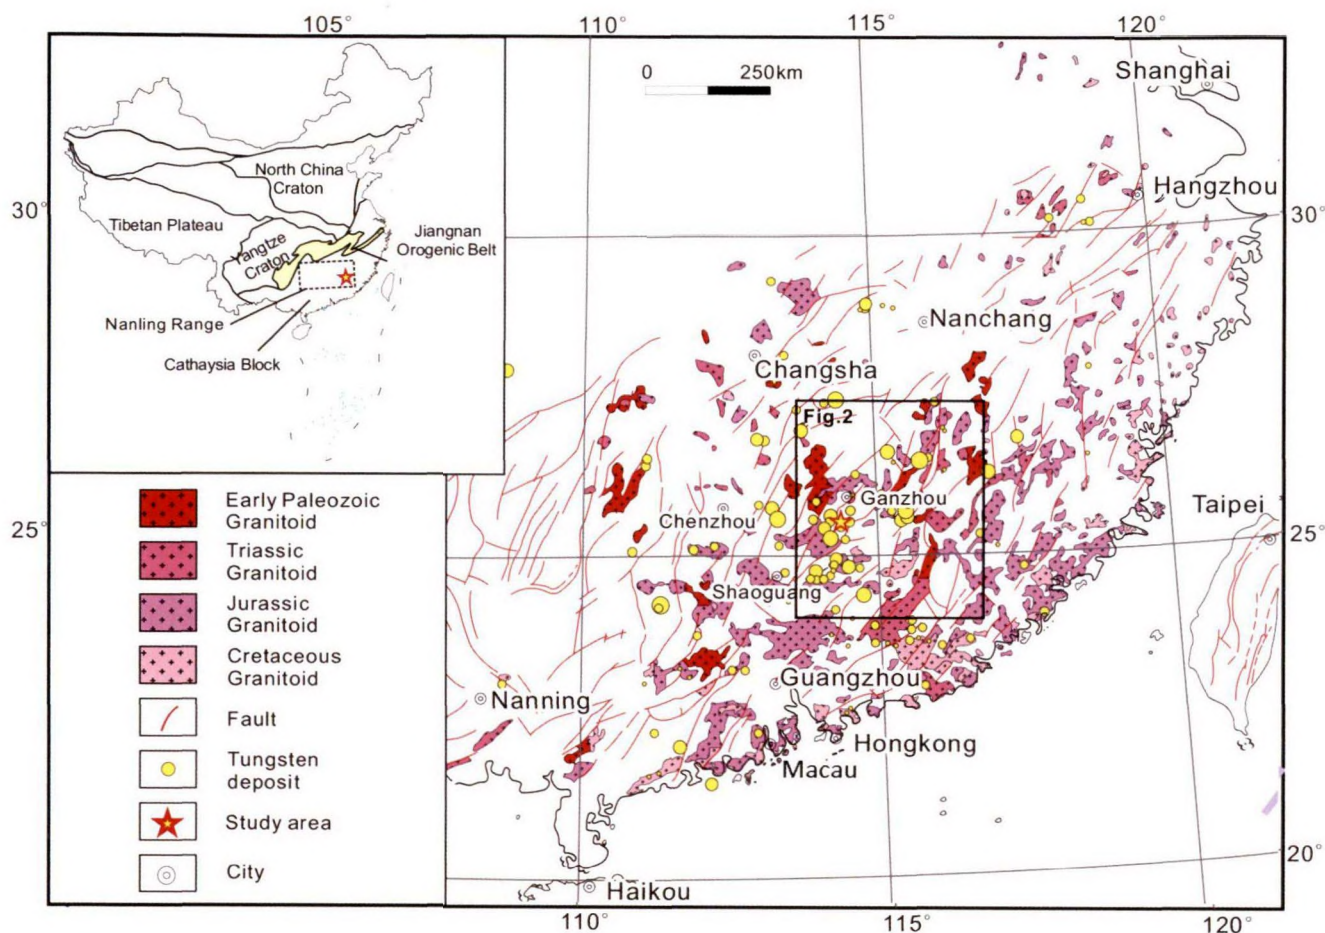 105°
110°
115°
120°
0 250km
Shanghai
Hangzhou
30°
30°
North China
Craton
Tibetan Plateau
Yangtze
Craton
Jiangnan
Orogenic Belt
Nanling Range
Cathaysia Block
Nanchang
Changsha
Fig.2
Ganzhou
Chenzhou
Taipei
25°
25°
Shaoguang
Guangzhou
Nanning
Hongkong
Macau
Haikou
20°
110°
115°
120°
Early Paleozoic
Granitoid
Triassic
Granitoid
Jurassic
Granitoid
Cretaceous
Granitoid
Fault
Tungsten
deposit
Study area
City